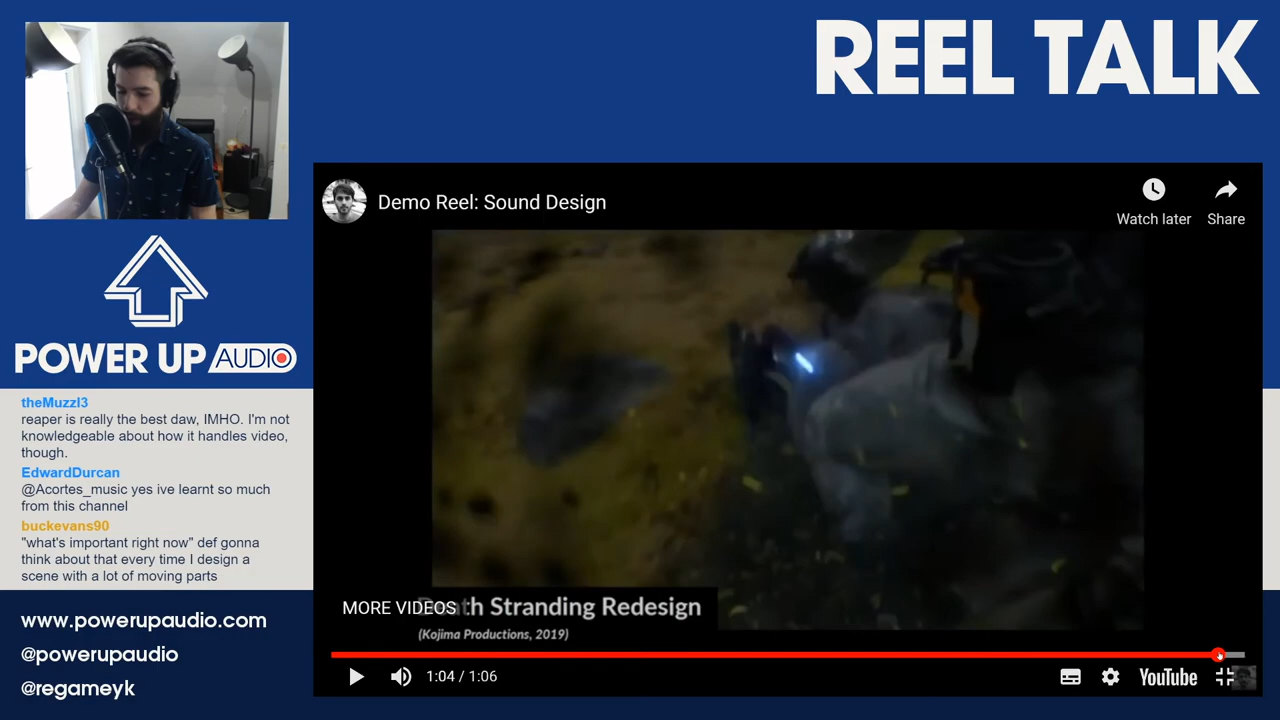 REEL TALK
Demo Reel: Sound Design
Watch later
Share
POWER UP AUDIO
theMuzzl3
reaper is really the best daw, IMHO. I'm not
knowledgeable about how it handles video,
though.
EdwardDurcan
@Acortes_music yes ive learnt so much
from this channel
buckevans90
"what's important right now" def gonna
think about that every time I design a
scene with a lot of moving parts
www.powerupaudio.com
@powerupaudio
@regameyk
MORE VIDEOS
Death Stranding Redesign
(Kojima Productions, 2019)
1:04 / 1:06
YouTube